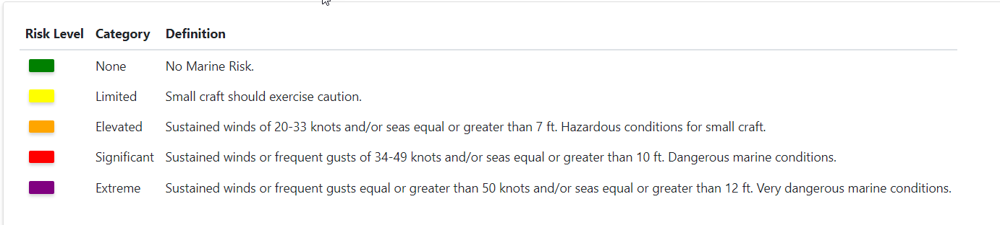 Risk Level Category Definition
None No Marine Risk.
Limited Small craft should exercise caution.
Elevated Sustained winds of 20-33 knots and/or seas equal or greater than 7 ft. Hazardous conditions for small craft.
Significant Sustained winds or frequent gusts of 34-49 knots and/or seas equal or greater than 10 ft. Dangerous marine conditions.
Extreme Sustained winds or frequent gusts equal or greater than 50 knots and/or seas equal or greater than 12 ft. Very dangerous marine conditions.